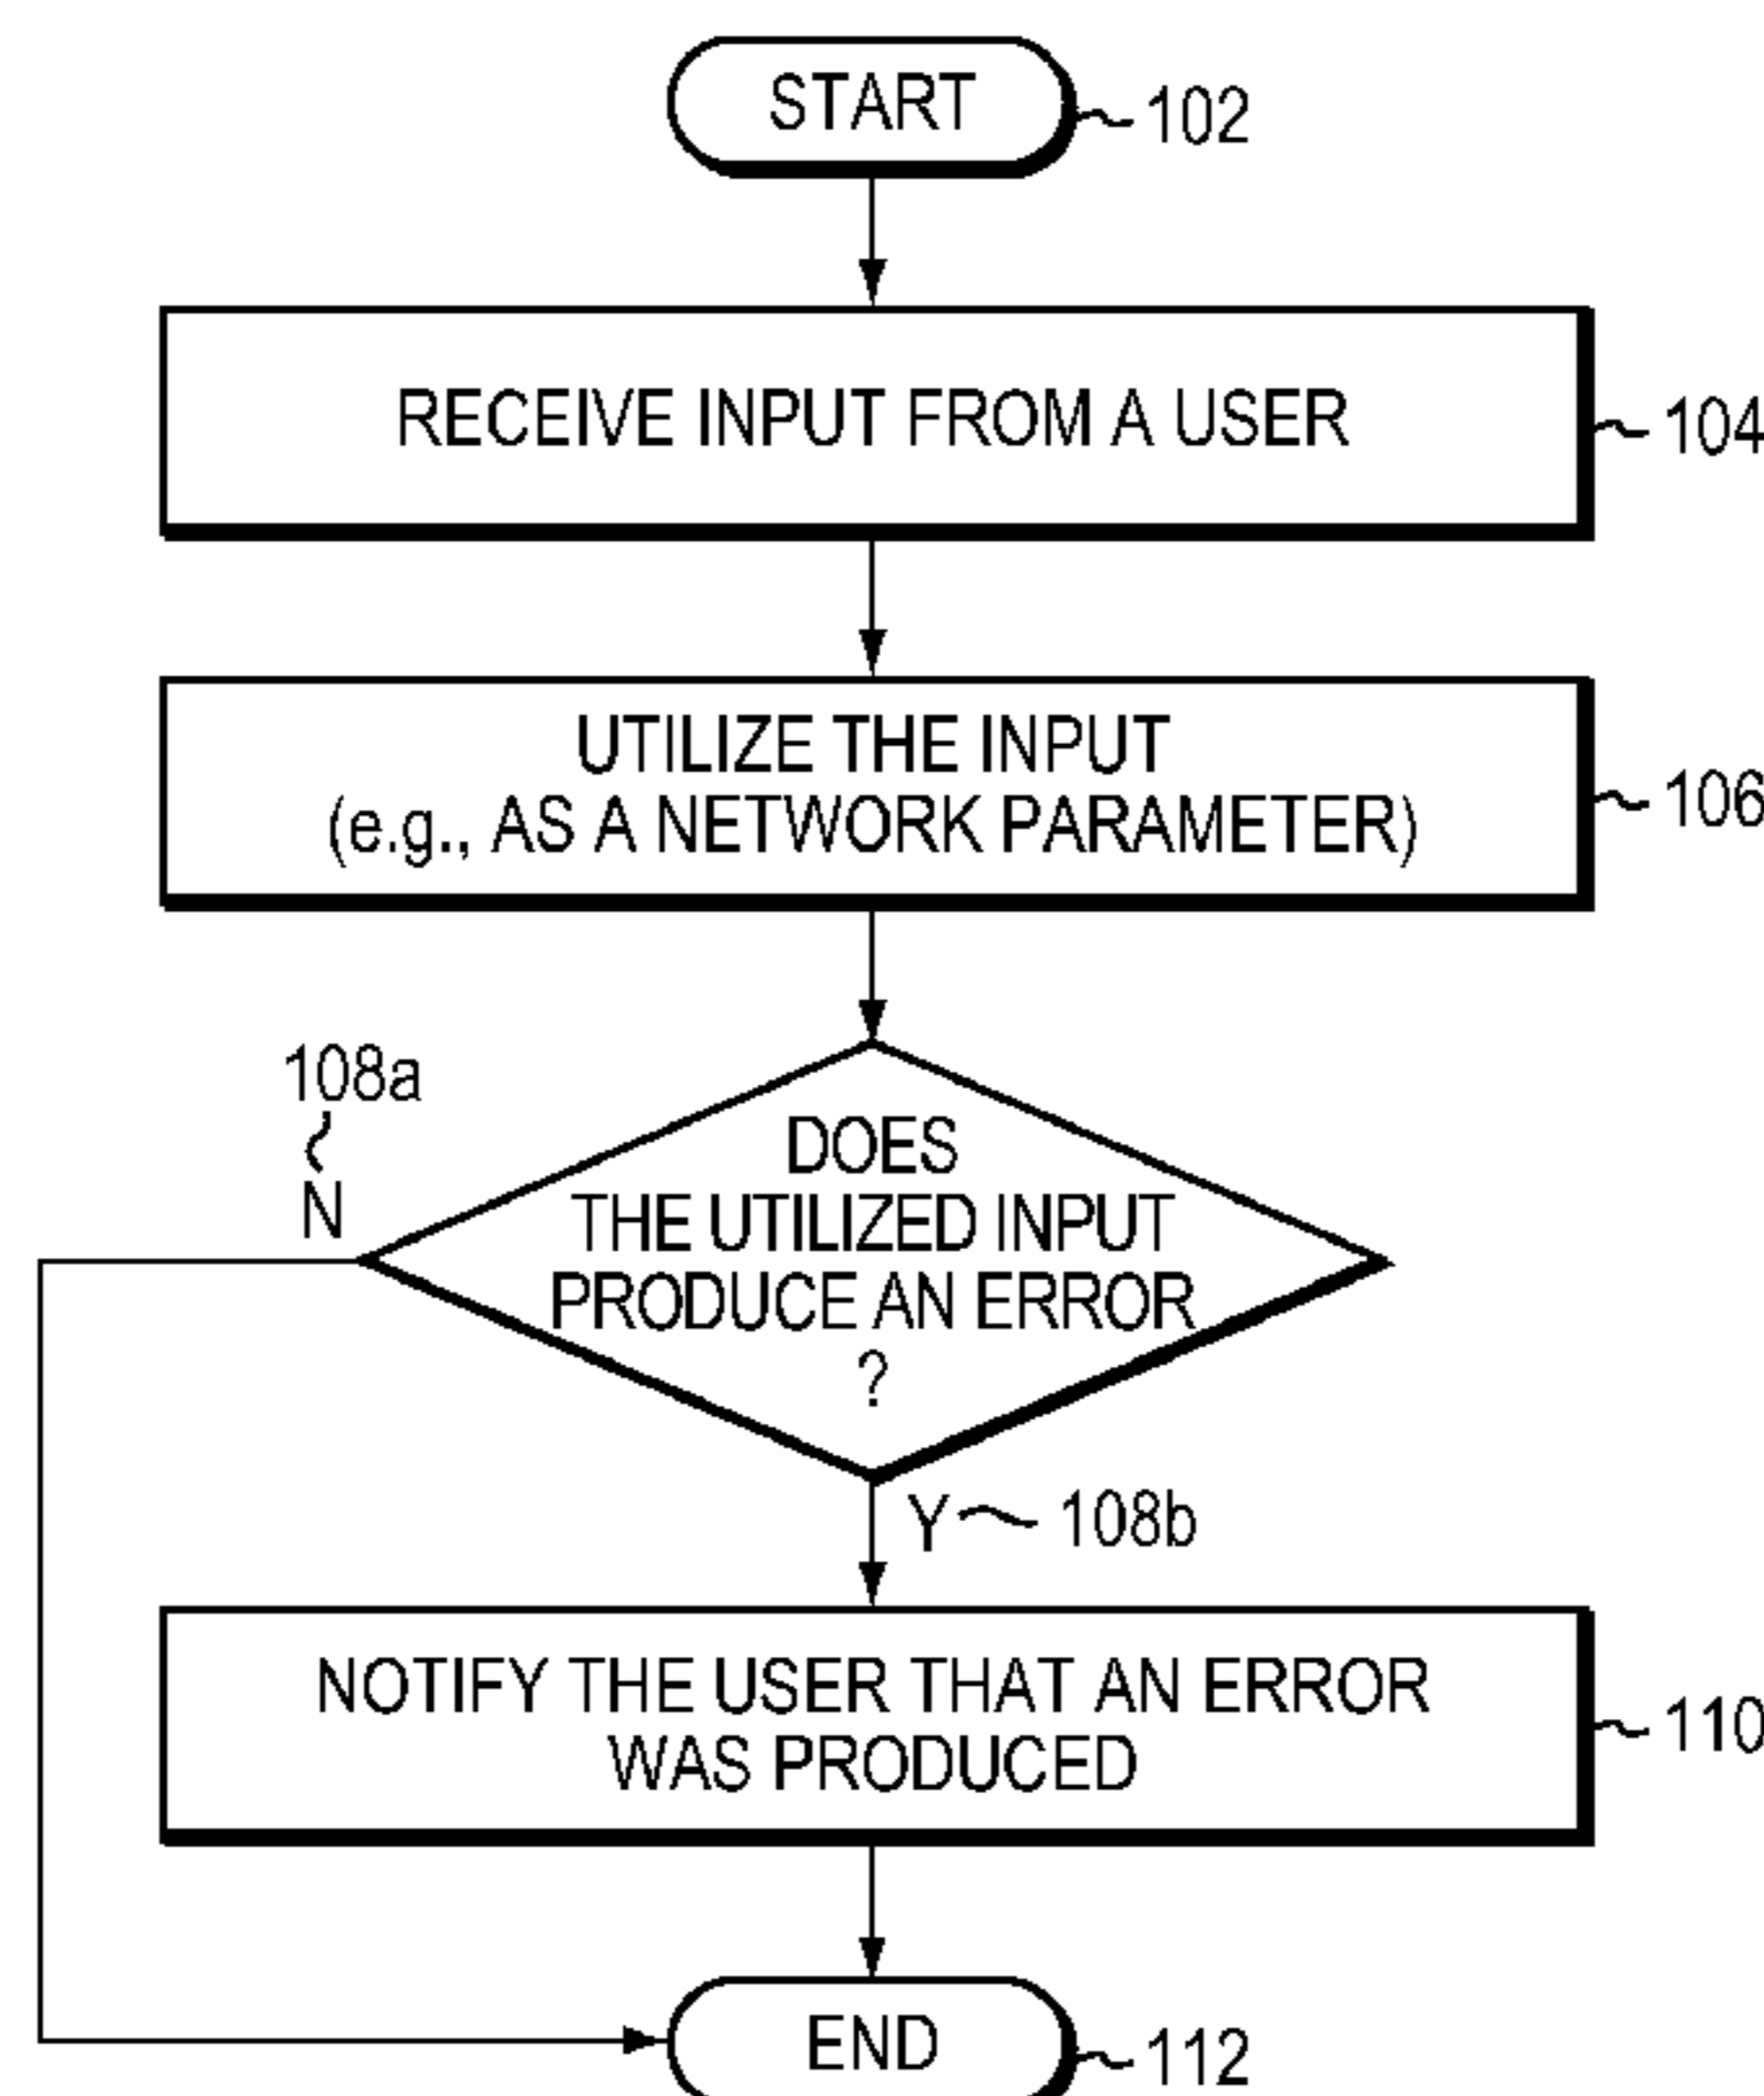 START
102
RECEIVE INPUT FROM A USER
104
UTILIZE THE INPUT
(e.g., AS A NETWORK PARAMETER)
106
108a
N
DOES
THE UTILIZED INPUT
PRODUCE AN ERROR
?
Y
108b
NOTIFY THE USER THAT AN ERROR
WAS PRODUCED
110
END
112